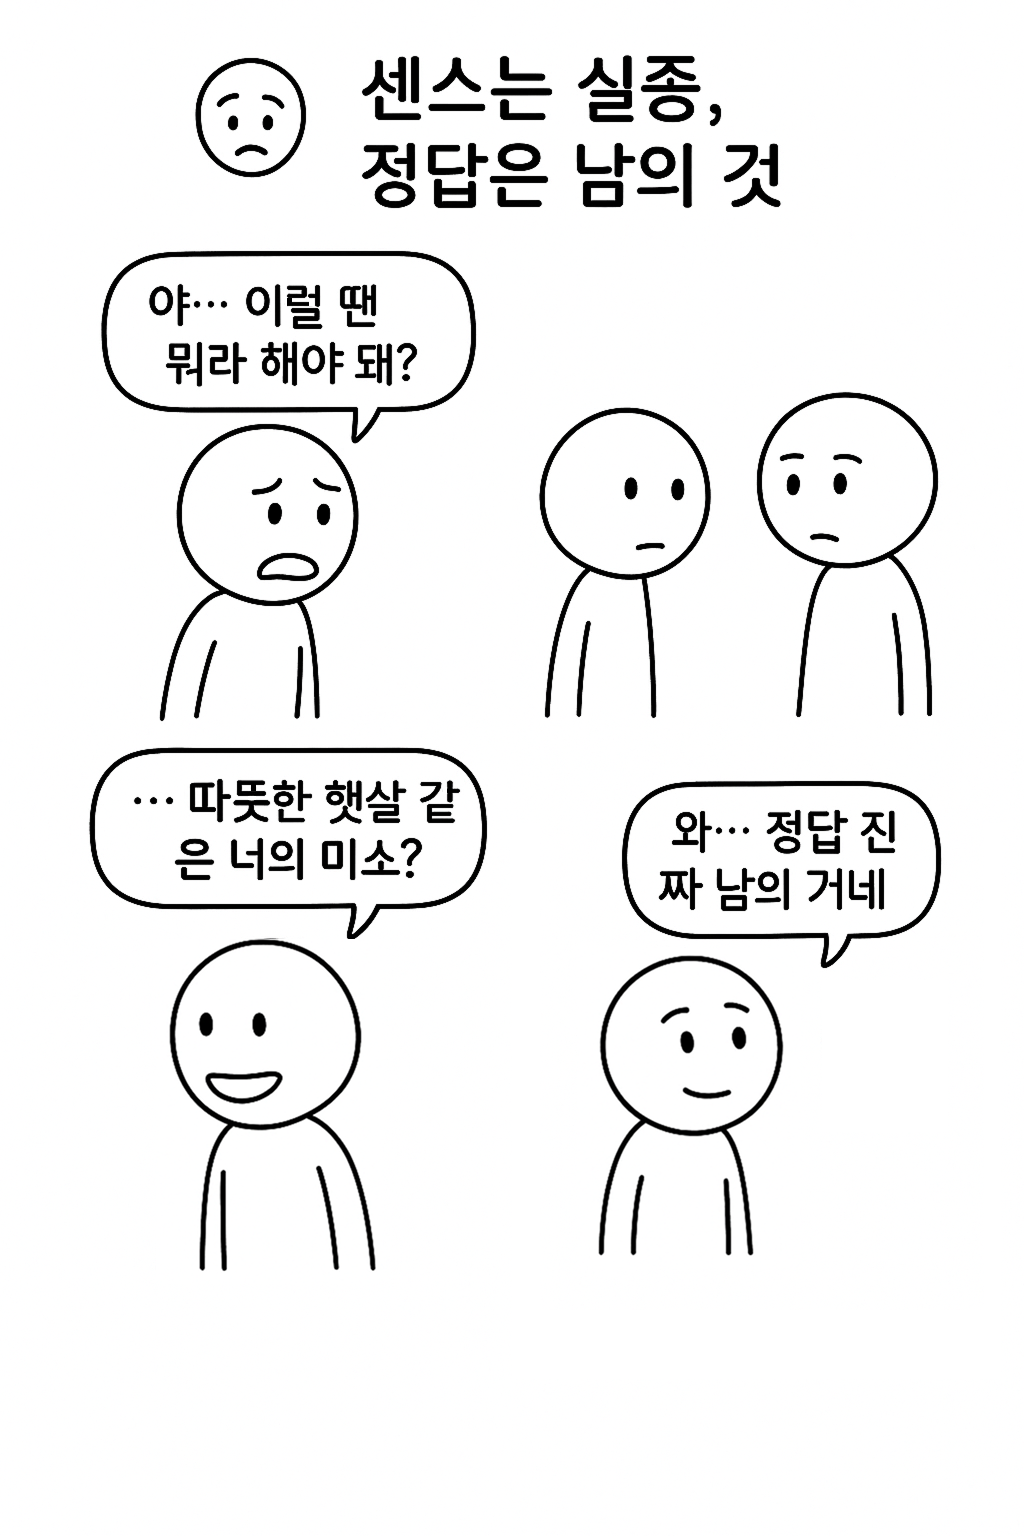 센스는 실종,
정답은 남의 것
야… 이럴 땐
뭐라 해야 돼?
… 따뜻한 햇살 같
은 너의 미소?
와… 정답 진
짜 남의 거네